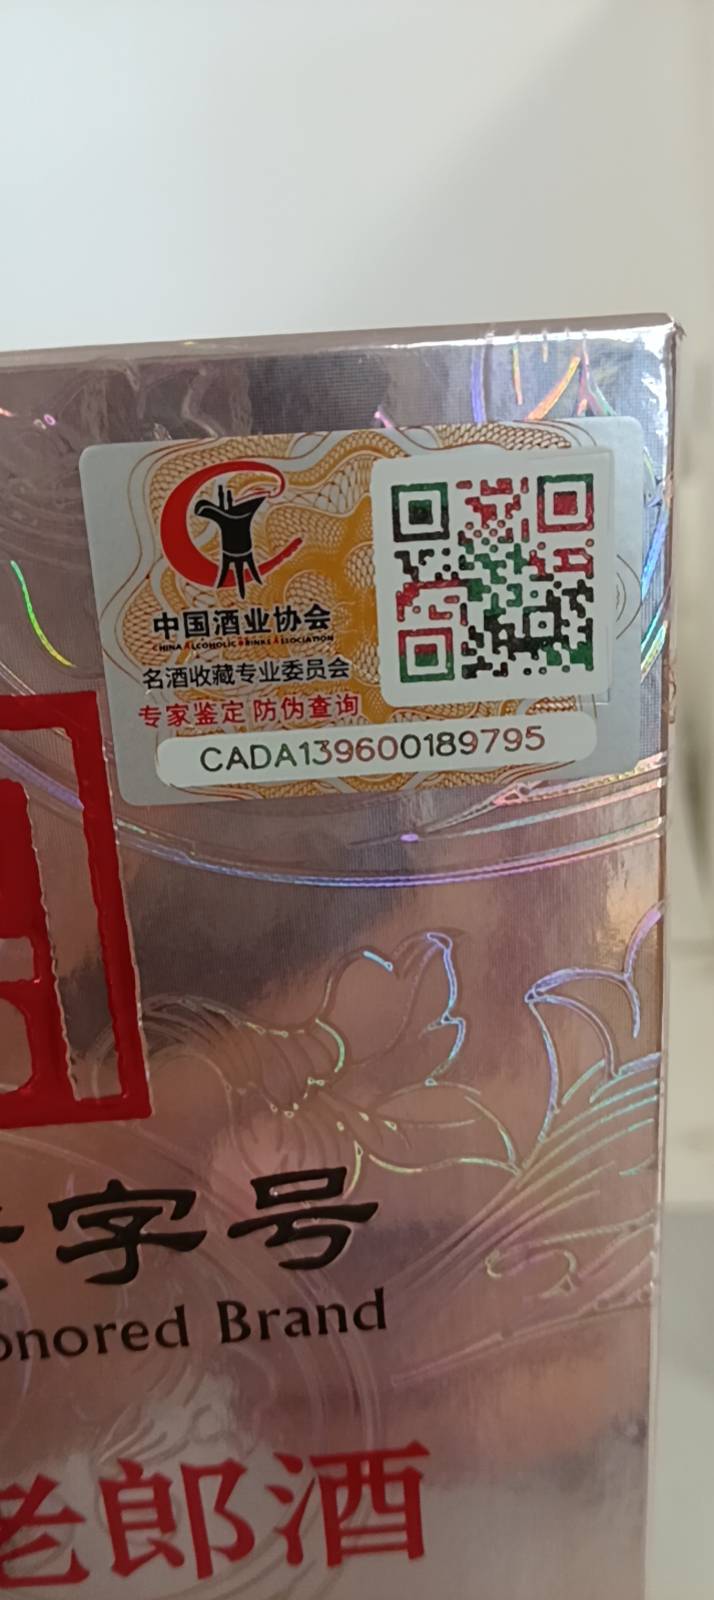 中国酒业协会
CHINA ALCOHOLIC DRINKS ASSOCIATION
名酒收藏专业委员会
专家鉴定 防伪查询
CADA139600189795
字号
onored Brand
老郎酒